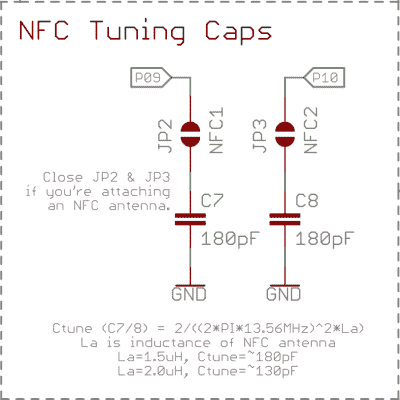 NFC Tuning Caps
P09
P10
JP2
NFC1
JP3
NFC2
Close JP2 & JP3
if you're attaching
an NFC antenna.
C7
180pF
C8
180pF
GND
GND
Ctune (C7/8) = 2/((2*PI*13.56MHz)^2*La)
La is inductance of NFC antenna
La=1.5uH, Ctune=~180pF
La=2.0uH, Ctune=~130pF